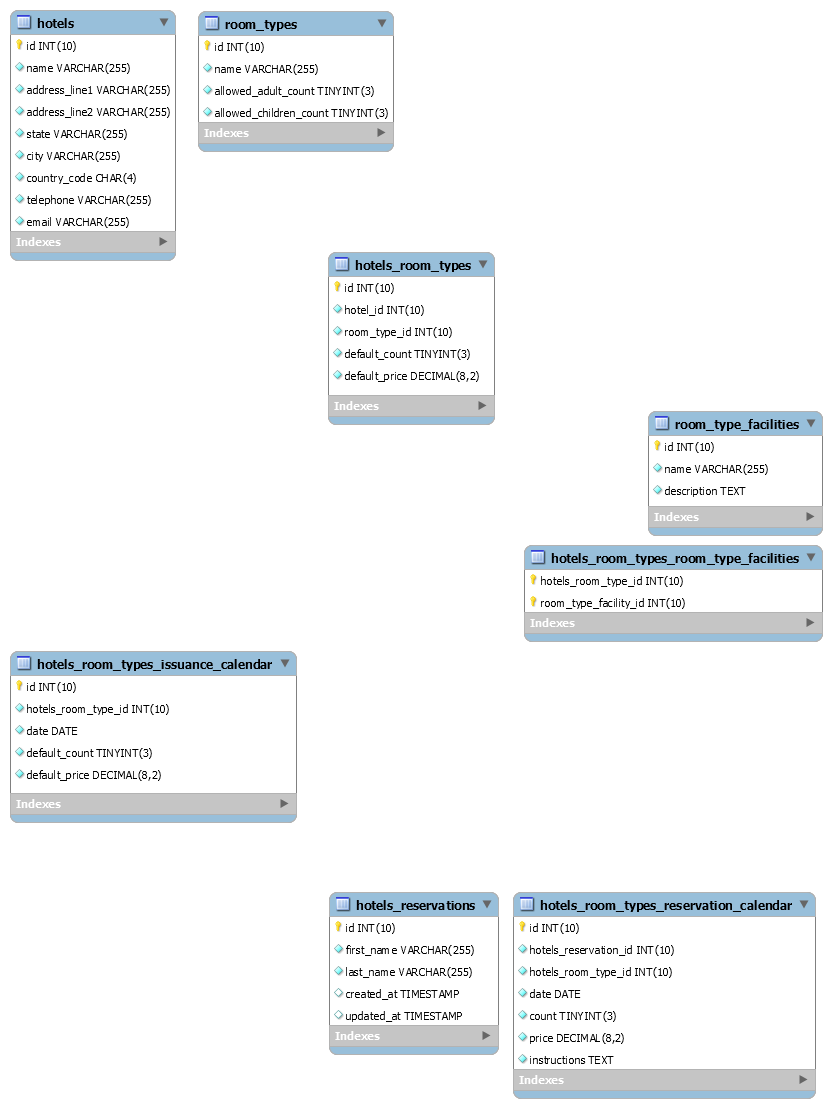 hotels
id INT(10)
name VARCHAR(255)
address_line1 VARCHAR(255)
address_line2 VARCHAR(255)
state VARCHAR(255)
city VARCHAR(255)
country_code CHAR(4)
telephone VARCHAR(255)
email VARCHAR(255)
Indexes
room_types
id INT(10)
name VARCHAR(255)
allowed_adult_count TINYINT(3)
allowed_children_count TINYINT(3)
Indexes
hotels_room_types
id INT(10)
hotel_id INT(10)
room_type_id INT(10)
default_count TINYINT(3)
default_price DECIMAL(8,2)
Indexes
room_type_facilities
id INT(10)
name VARCHAR(255)
description TEXT
Indexes
hotels_room_types_room_type_facilities
hotels_room_type_id INT(10)
room_type_facility_id INT(10)
Indexes
hotels_room_types_issuance_calendar
id INT(10)
hotels_room_type_id INT(10)
date DATE
default_count TINYINT(3)
default_price DECIMAL(8,2)
Indexes
hotels_reservations
id INT(10)
first_name VARCHAR(255)
last_name VARCHAR(255)
created_at TIMESTAMP
updated_at TIMESTAMP
Indexes
hotels_room_types_reservation_calendar
id INT(10)
hotels_reservation_id INT(10)
hotels_room_type_id INT(10)
date DATE
count TINYINT(3)
price DECIMAL(8,2)
instructions TEXT
Indexes